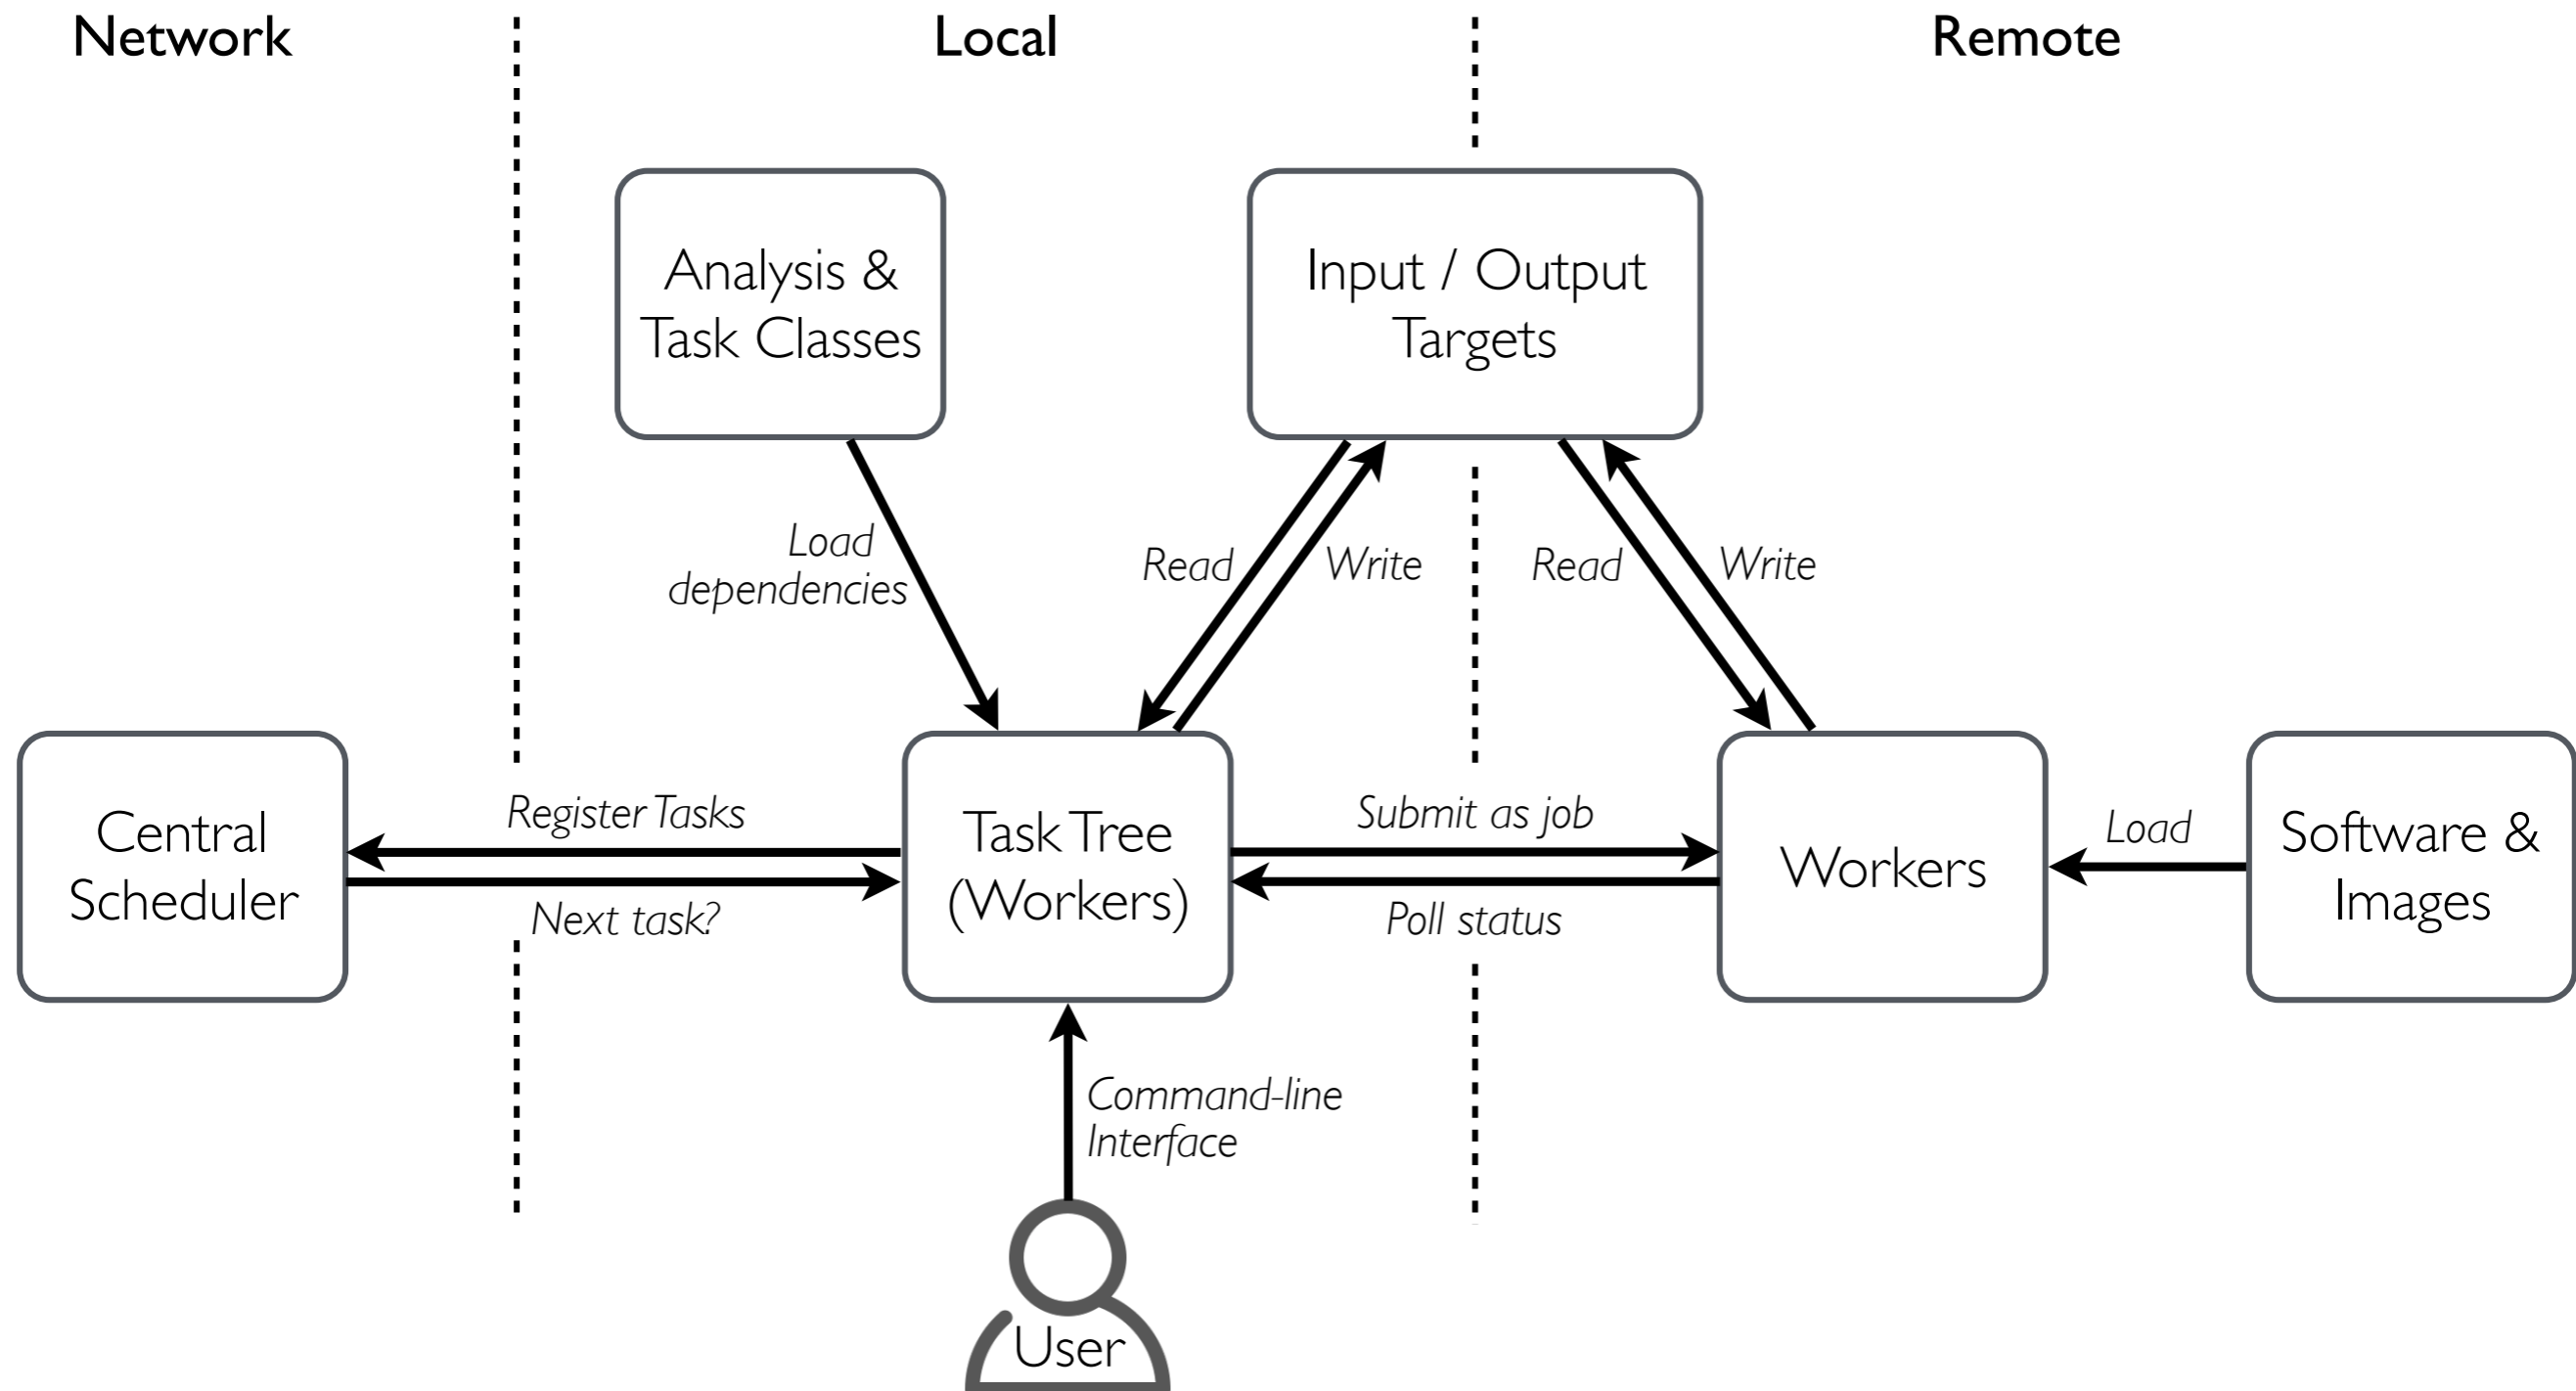 Network
Local
Remote
Analysis &
Task Classes
Input / Output
Targets
Load
dependencies
Read
Write
Read
Write
Central
Scheduler
Register Tasks
Next task?
Task Tree
(Workers)
Submit as job
Poll status
Workers
Load
Software &
Images
Command-line
Interface
User